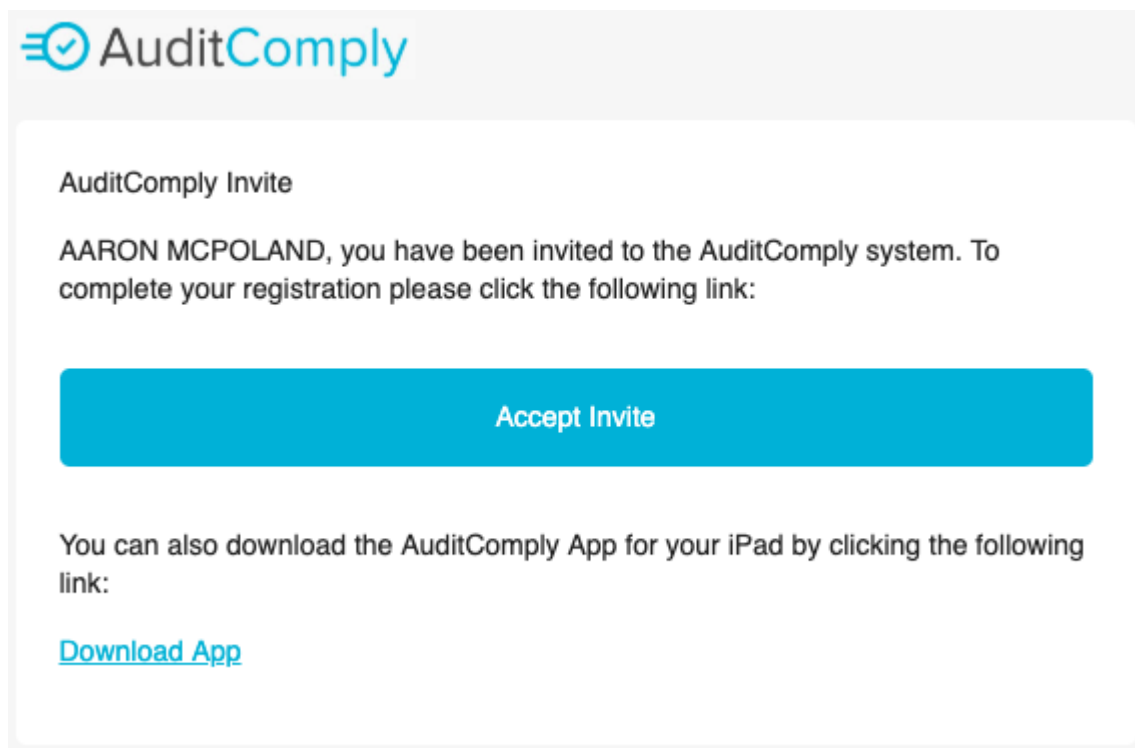 AuditComply
AuditComply Invite
AARON MCPOLAND, you have been invited to the AuditComply system. To
complete your registration please click the following link:
Accept Invite
You can also download the AuditComply App for your iPad by clicking the following
link:
Download App